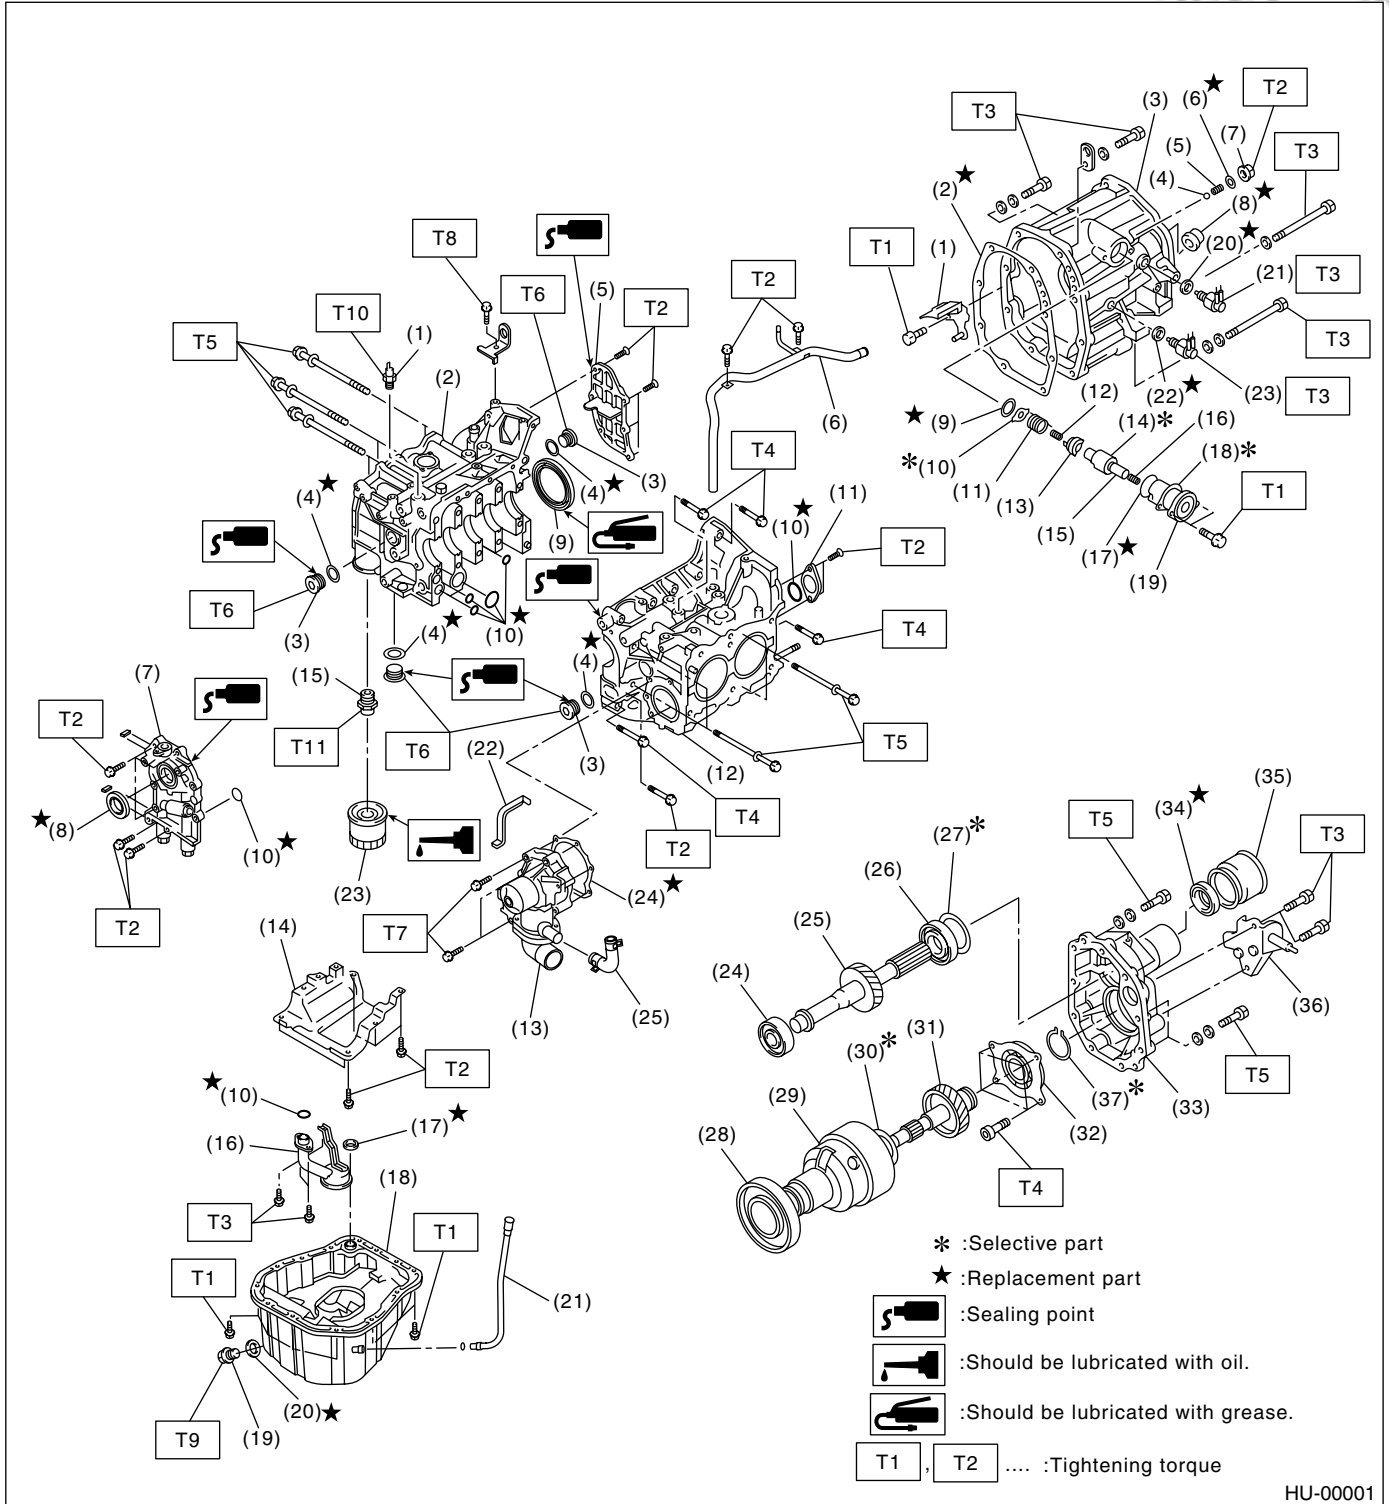 T3
(6)★
T2
(3)
(7)
(5)
T3
(2)★
(4)
(8)★
T8
T1
(1)
(20)★
(21)
T3
T2
T6
(5)
T2
T10
(1)
T5
T3
(2)
(6)
(12)
(22)★
(23)
T3
★(9)
(14)*
(16)
T4
(18)*
*(10)
(3)
(4)★
(4)★
(11)
(11)
(13)
T1
(9)
(10)★
(15)
(17)★
T2
(19)
T6
(3)
(4)★
(10)★
T4
(4)★
(7)
(15)
T2
T11
T6
(22)
(3)
(12)
T5
(35)
★(8)
(10)★
T4
(34)★
T5
T2
(27)*
T3
(23)
(24)★
(26)
T2
T7
(14)
(25)
(24)
(36)
(13)
(25)
(31)
(30)*
T2
T5
★(10)
(17)★
(37)*
(33)
(29)
(32)
(16)
(28)
(18)
T4
T3
T1
* :Selective part
T1
★ :Replacement part
(21)
:Sealing point
:Should be lubricated with oil.
(20)★
:Should be lubricated with grease.
T9
(19)
T1 , T2 .... :Tightening torque
HU-00001